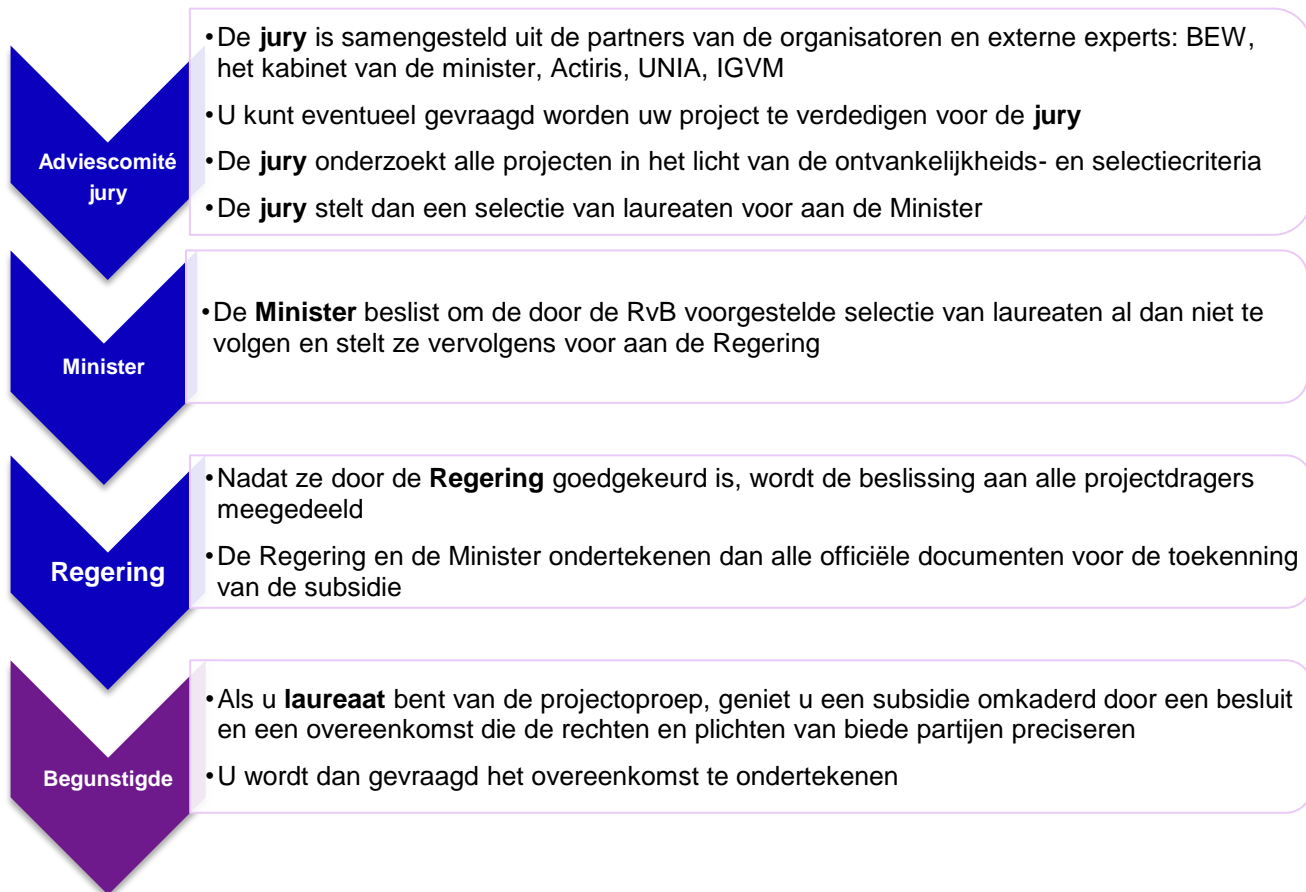 Adviescomité
jury
•De jury is samengesteld uit de partners van de organisatoren en externe experts: BEW,
het kabinet van de minister, Actiris, UNIA, IGVM
•U kunt eventueel gevraagd worden uw project te verdedigen voor de jury
•De jury onderzoekt alle projecten in het licht van de ontvankelijkheids- en selectiecriteria
•De jury stelt dan een selectie van laureaten voor aan de Minister
Minister
•De Minister beslist om de door de RvB voorgestelde selectie van laureaten al dan niet te
volgen en stelt ze vervolgens voor aan de Regering
Regering
•Nadat ze door de Regering goedgekeurd is, wordt de beslissing aan alle projectdragers
meegedeeld
•De Regering en de Minister ondertekenen dan alle officiële documenten voor de toekenning
van de subsidie
Begunstigde
•Als u laureaat bent van de projectoproep, geniet u een subsidie omkaderd door een besluit
en een overeenkomst die de rechten en plichten van biede partijen preciseren
•U wordt dan gevraagd het overeenkomst te ondertekenen